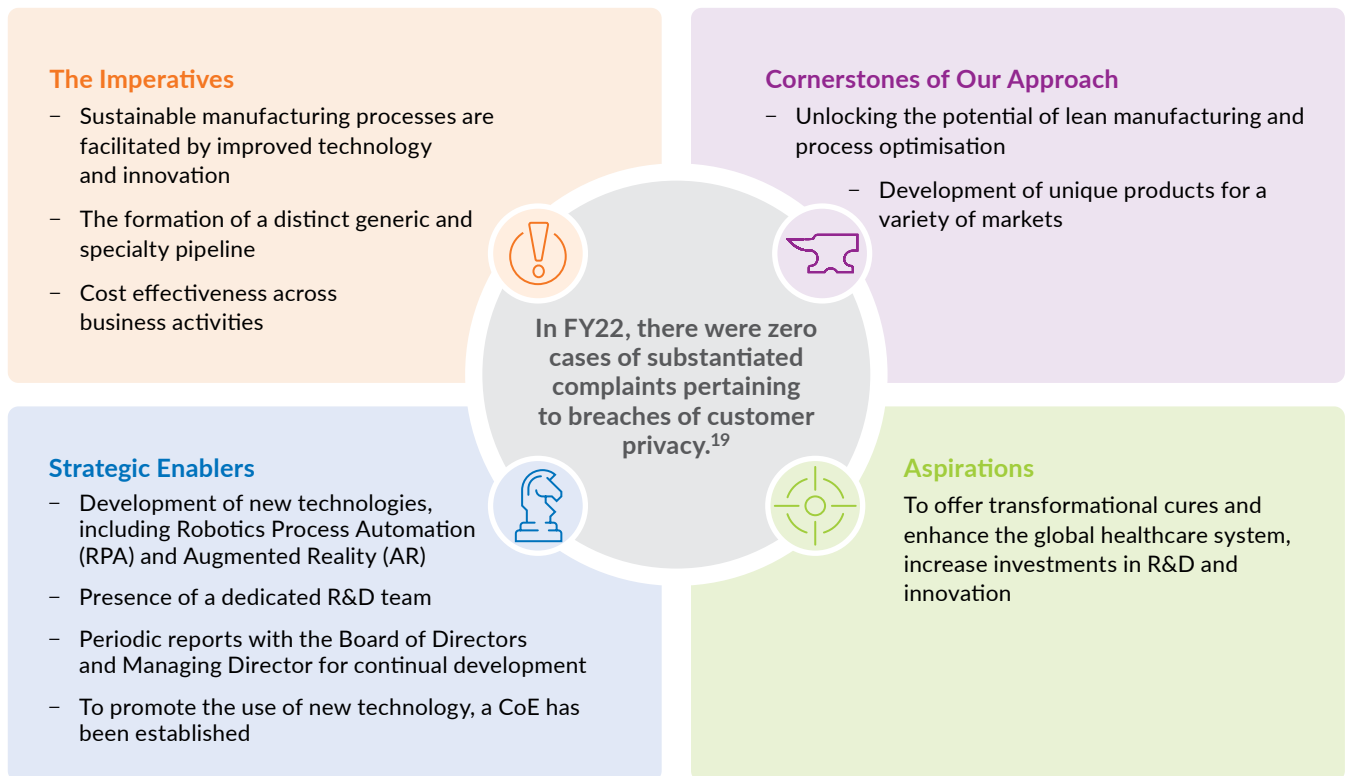 The Imperatives
– Sustainable manufacturing processes are
facilitated by improved technology
and innovation
– The formation of a distinct generic and
specialty pipeline
– Cost effectiveness across
business activities
Cornerstones of Our Approach
– Unlocking the potential of lean manufacturing and
process optimisation
– Development of unique products for a
variety of markets
In FY22, there were zero
cases of substantiated
complaints pertaining
to breaches of customer
privacy.19
Strategic Enablers
– Development of new technologies,
including Robotics Process Automation
(RPA) and Augmented Reality (AR)
– Presence of a dedicated R&D team
– Periodic reports with the Board of Directors
and Managing Director for continual development
– To promote the use of new technology, a CoE has
been established
Aspirations
To offer transformational cures and
enhance the global healthcare system,
increase investments in R&D and
innovation